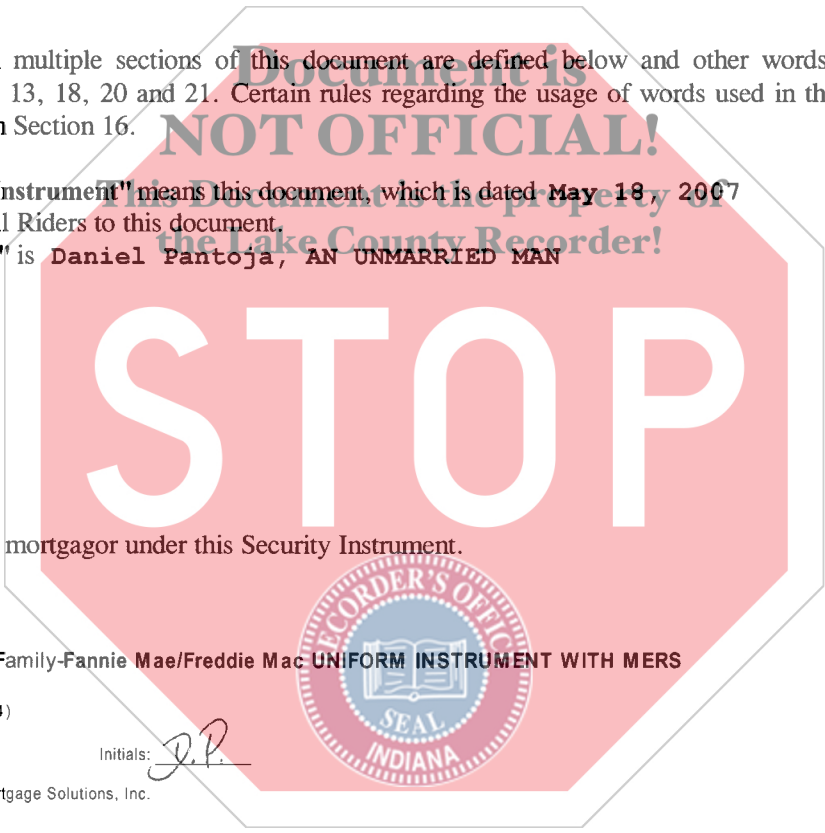 multiple sections of this document are defined below and other words
Document is
13, 18, 20 and 21. Certain rules regarding the usage of words used in th
Section 16.
NOT OFFICIAL!
nstrument" means this document, which is dated May 18, 2007
This Document is the property of
l Riders to this document.
the Lake County Recorder!
" is Daniel Pantoja, AN UNMARRIED MAN
STOP
mortgagor under this Security Instrument.
RECORDER'S OFFICE
Family-Fannie Mae/Freddie Mac UNIFORM INSTRUMENT WITH MERS
SEAL
INDIANA
Initials: D.P.
tgage Solutions, Inc.